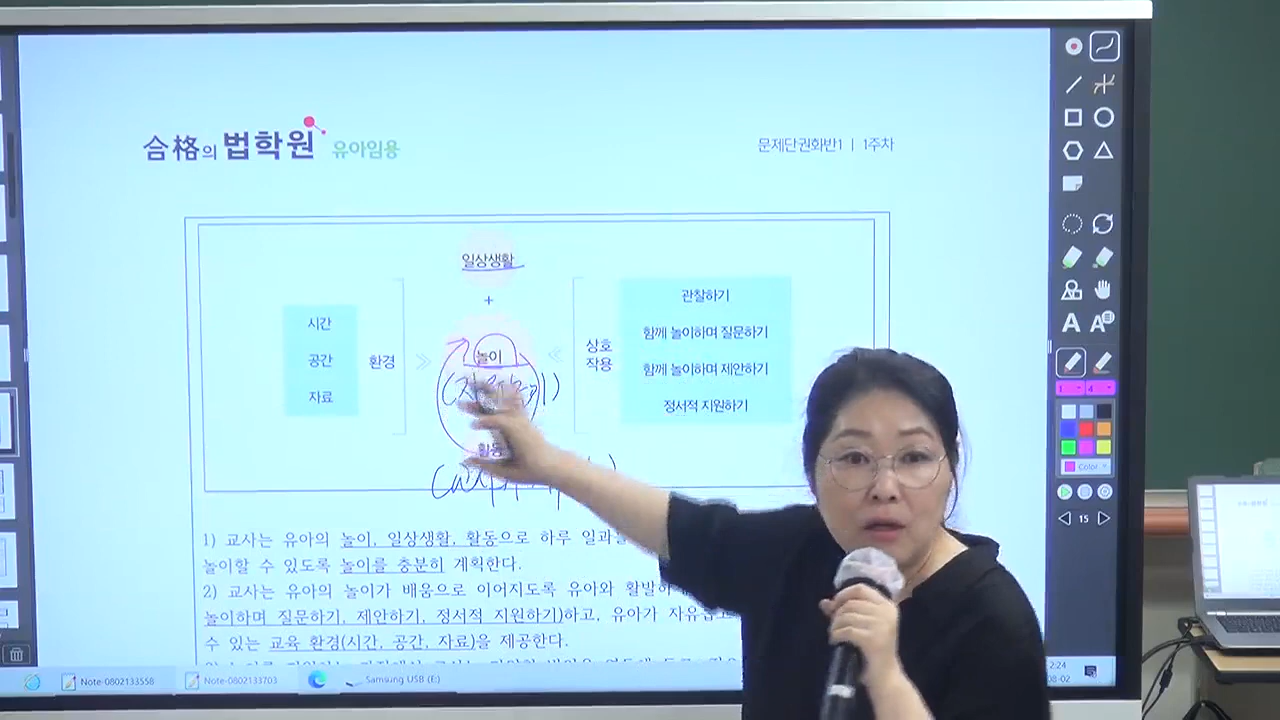 合格의 법학원 유아임용
문제단권화반1 | 1주차
일상생활
+
시간
공간
자료
환경
놀이
활동
상호
작용
관찰하기
함께 놀이하며 질문하기
함께 놀이하며 제안하기
정서적 지원하기
1) 교사는 유아의 놀이, 일상생활, 활동으로 하루 일과를
놀이할 수 있도록 놀이를 충분히 계획한다.
2) 교사는 유아의 놀이가 배움으로 이어지도록 유아와
놀이하며 질문하기, 제안하기, 정서적 지원하기)하고, 유아가
수 있는 교육 환경(시간, 공간, 자료)을 제공한다.
Color
15
Note-0802133558
Note-0802133703
Samsung USB (E:)
2:24
08-02